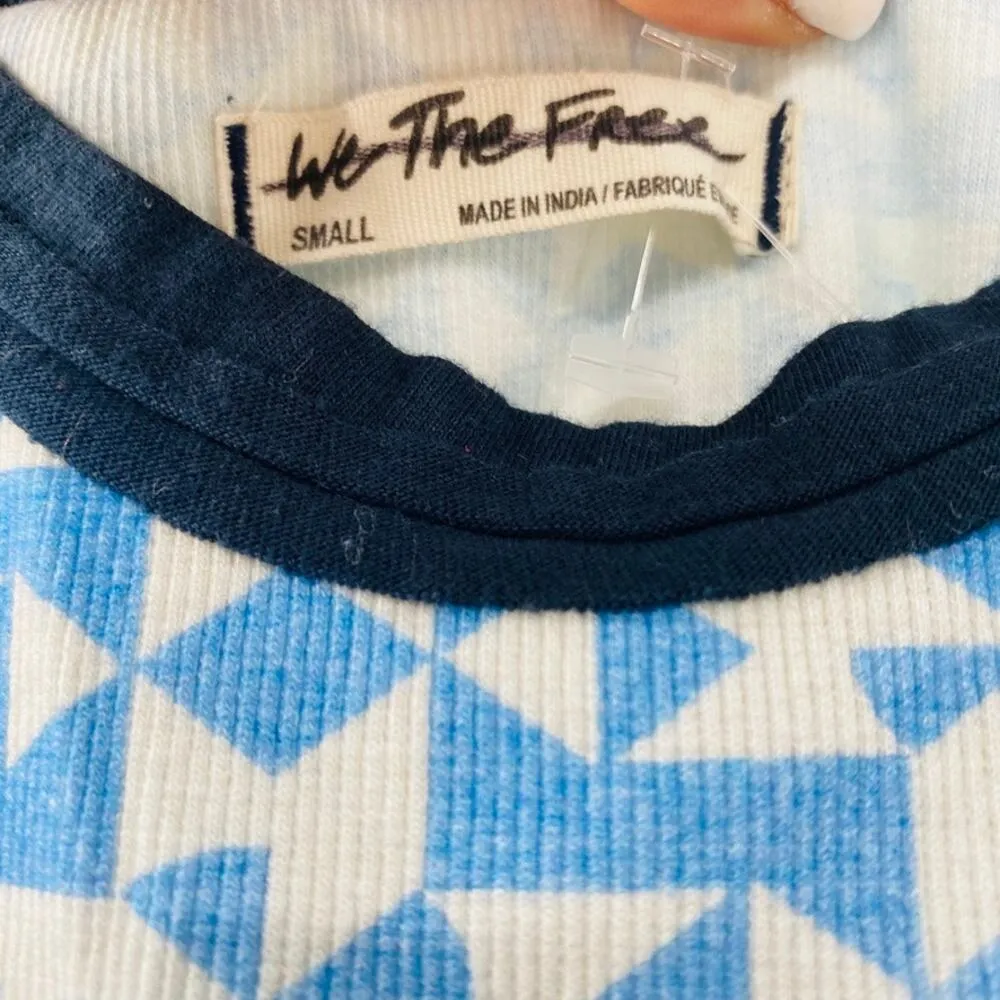 We The Free
SMALL
MADE IN INDIA / FABRIQUÉ